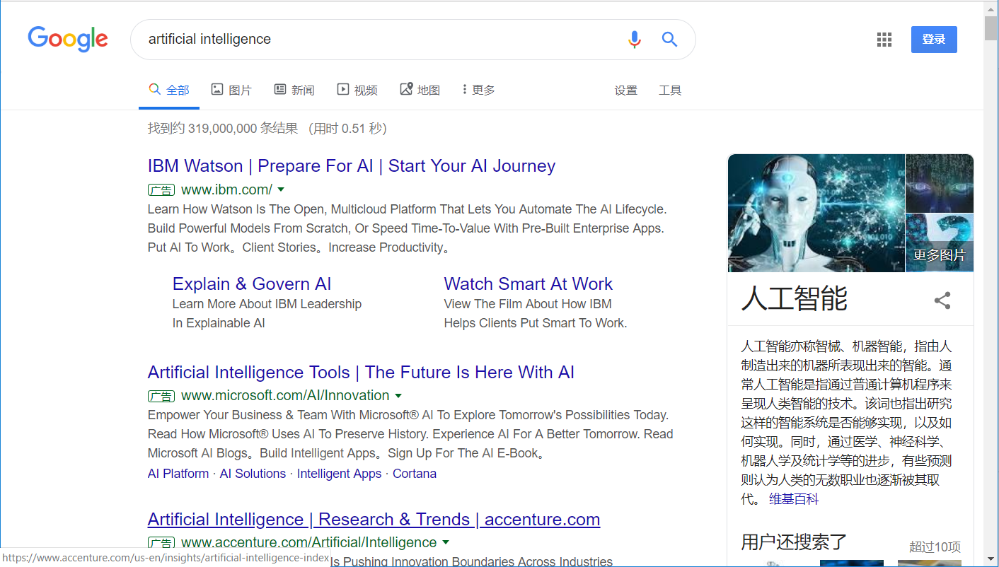 Google
artificial intelligence
登录
全部 图片 新闻 视频 地图 更多 设置 工具
找到约 319,000,000 条结果 （用时 0.51 秒）
IBM Watson | Prepare For AI | Start Your AI Journey
广告 www.ibm.com/
Learn How Watson Is The Open, Multicloud Platform That Lets You Automate The AI Lifecycle.
Build Powerful Models From Scratch, Or Speed Time-To-Value With Pre-Built Enterprise Apps.
Put AI To Work。Client Stories。Increase Productivity。
Explain & Govern AI
Learn More About IBM Leadership
In Explainable AI
Watch Smart At Work
View The Film About How IBM
Helps Clients Put Smart To Work.
Artificial Intelligence Tools | The Future Is Here With AI
广告 www.microsoft.com/AI/Innovation
Empower Your Business & Team With Microsoft® AI To Explore Tomorrow's Possibilities Today.
Read How Microsoft® Uses AI To Preserve History. Experience AI For A Better Tomorrow. Read
Microsoft AI Blogs。Build Intelligent Apps。Sign Up For The AI E-Book。
AI Platform · AI Solutions · Intelligent Apps · Cortana
Artificial Intelligence | Research & Trends | accenture.com
广告 www.accenture.com/Artificial/Intelligence
Is Pushing Innovation Boundaries Across Industries
https://www.accenture.com/us-en/insights/artificial-intelligence-index
更多图片
人工智能
人工智能亦称智械、机器智能，指由人
制造出来的机器所表现出来的智能。通
常人工智能是指通过普通计算机程序来
呈现人类智能的技术。该词也指出研究
这样的智能系统是否能够实现，以及如
何实现。同时，通过医学、神经科学、
机器人学及统计学等的进步，有些预测
则认为人类的无数职业也逐渐被其取
代。 维基百科
用户还搜索了
超过10项